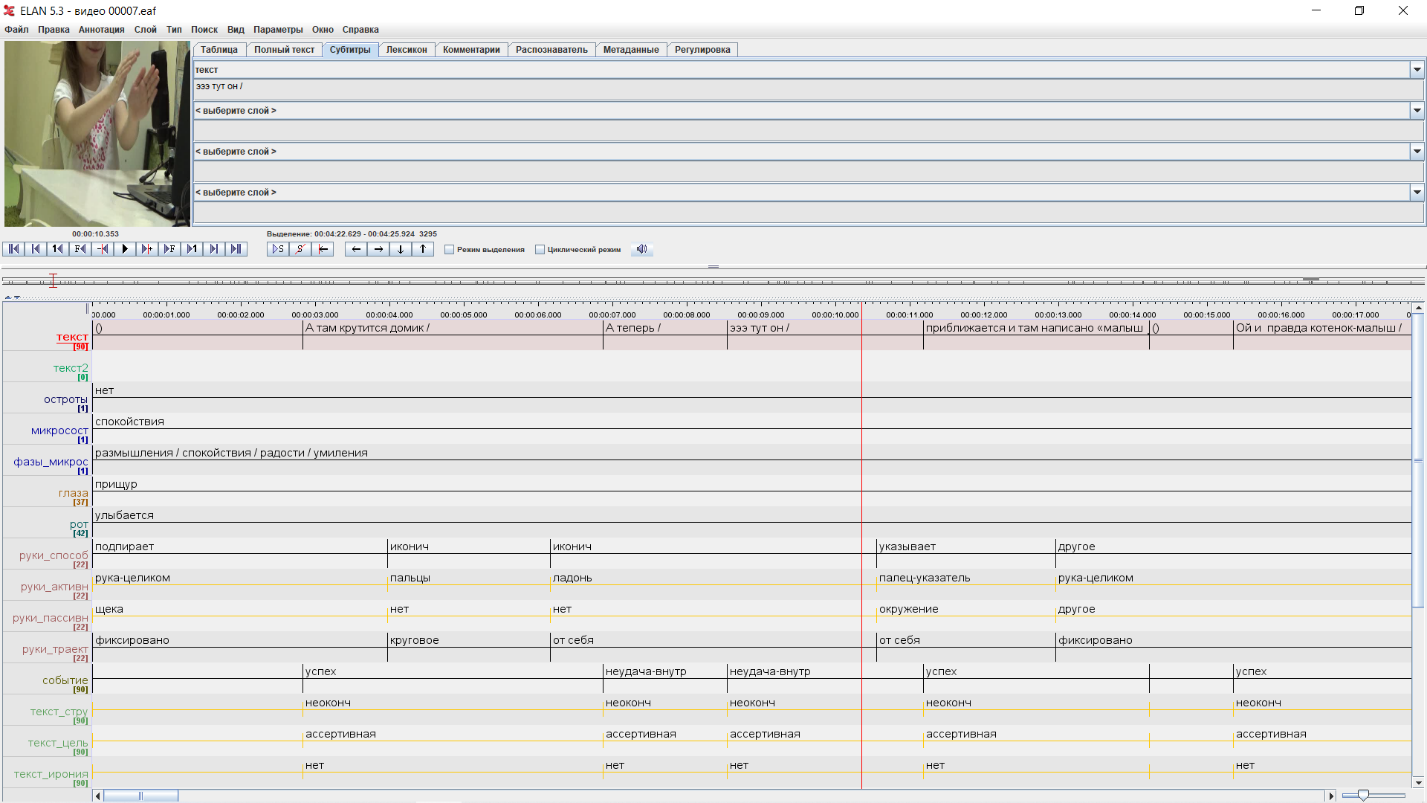 ELAN 5.3 - видео 00007.eaf
Файл Правка Аннотация Слой Тип Поиск Вид Параметры Окно Справка
Таблица Полный текст Субтитры Лексикон Комментарии Распознаватель Метаданные Регулировка
текст
эээ тут он /
< выберите слой >
< выберите слой >
< выберите слой >
00:00:10.353 Выделение: 00:04:22.629 - 00:04:25.924 3295
Режим выделения Циклический режим
00.000 00:00:01.000 00:00:02.000 00:00:03.000 00:00:04.000 00:00:05.000 00:00:06.000 00:00:07.000 00:00:08.000 00:00:09.000 00:00:10.000 00:00:11.000 00:00:12.000 00:00:13.000 00:00:14.000 00:00:15.000 00:00:16.000 00:00:17.000
текст () А там крутится домик / А теперь / эээ тут он / приближается и там написано «малыш () Ой и правда котенок-малыш /
[90]
текст2
[0]
остроты нет
[1]
микросост спокойствия
[1]
фазы_микрос размышления / спокойствия / радости / умиления
[1]
глаза прищур
[37]
рот улыбается
[42]
руки_способ подпирает иконич иконич указывает другое
[22]
руки_активн рука-целиком пальцы ладонь палец-указатель рука-целиком
[22]
руки_пассивн щека нет нет окружение другое
[22]
руки_траект фиксировано круговое от себя от себя фиксировано
[22]
событие успех неудача-внутр неудача-внутр успех успех
[90]
текст_стру неоконч неоконч неоконч неоконч неоконч
[90]
текст_цель ассертивная ассертивная ассертивная ассертивная ассертивная
[90]
текст_ирония нет нет нет нет нет
[90]